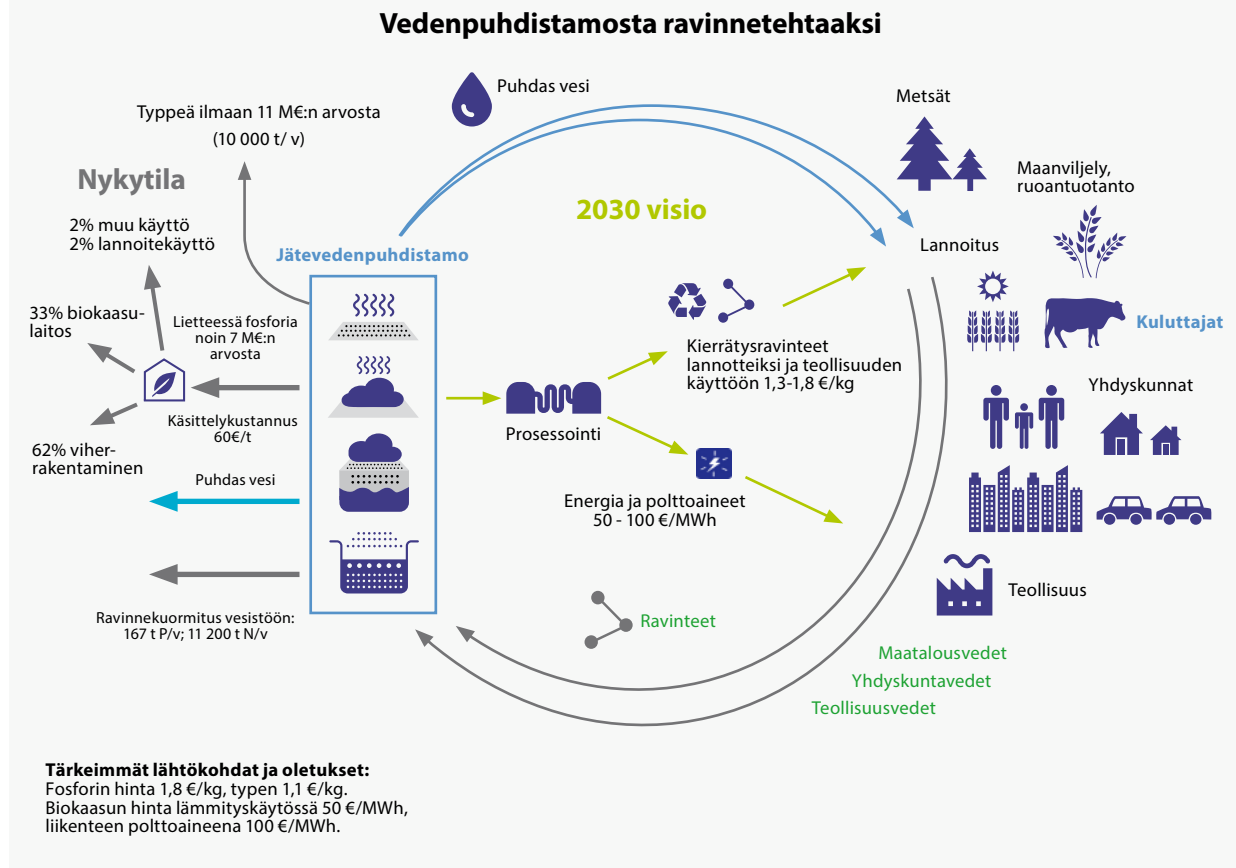 Vedenpuhdistamosta ravinnetehtaaksi
Puhdas vesi
Typpeä ilmaan 11 M€:n arvosta
(10 000 t/ v)
Nykytila
2% muu käyttö
2% lannoitekäyttö
33% biokaasu-
laitos
Lietteessä fosforia
noin 7 M€:n
arvosta
Käsittelykustannus
60€/t
62% viher-
rakentaminen
Puhdas vesi
Ravinnekuormitus vesistöön:
167 t P/v; 11 200 t N/v
Jätevedenpuhdistamo
2030 visio
Prosessointi
Kierrätysravinteet
lannotteiksi ja teollisuuden
käyttöön 1,3-1,8 €/kg
Energia ja polttoaineet
50 - 100 €/MWh
Ravinteet
Metsät
Maanviljely,
ruoantuotanto
Lannoitus
Kuluttajat
Yhdyskunnat
Teollisuus
Maatalousvedet
Yhdyskuntavedet
Teollisuusvedet
Tärkeimmät lähtökohdat ja oletukset:
Fosforin hinta 1,8 €/kg, typen 1,1 €/kg.
Biokaasun hinta lämmityskäytössä 50 €/MWh,
liikenteen polttoaineena 100 €/MWh.